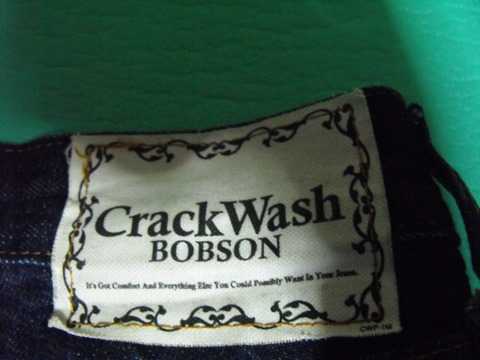 CrackWash
BOBSON
It's Got Comfort And Everything Else You Could Possibly Want In Your Jeans.
CWP-1M